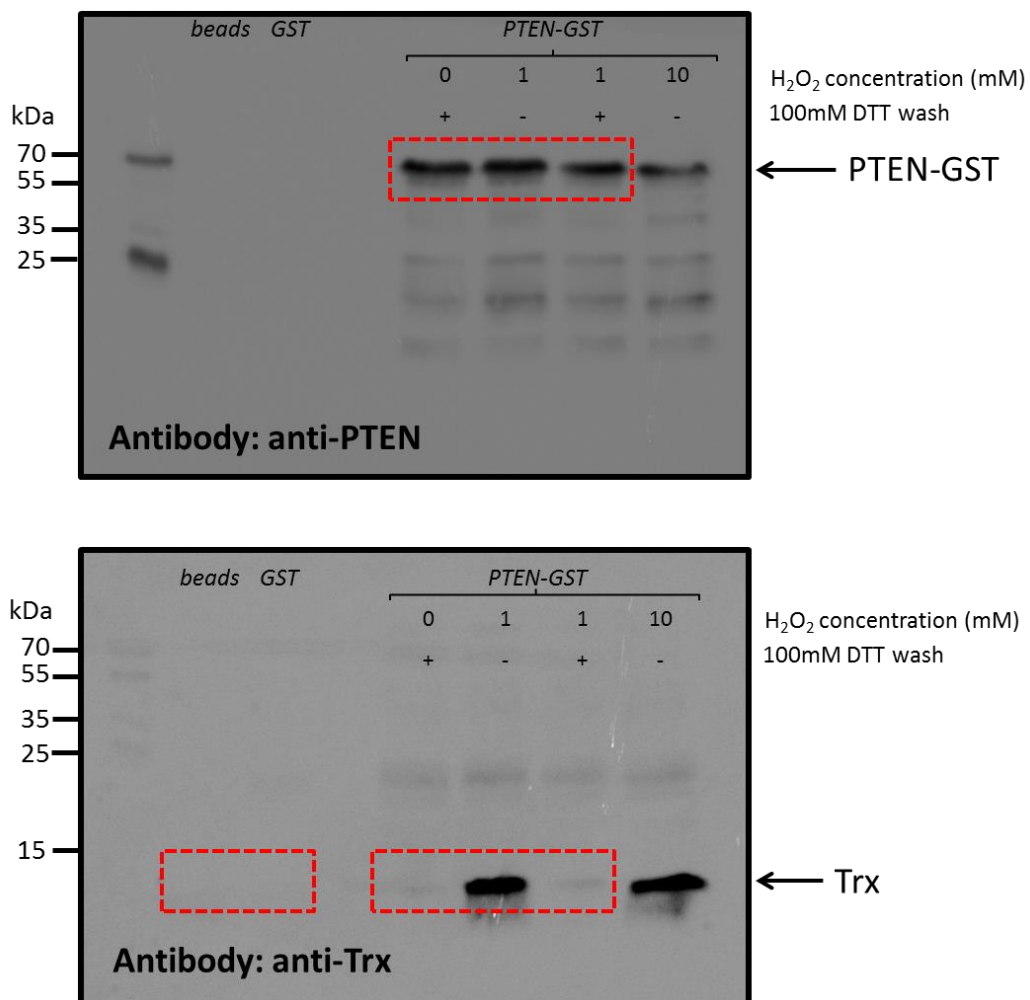 beads GST PTEN-GST
0 1 1 10 H₂O₂ concentration (mM)
+ - + - 100mM DTT wash
kDa
70
55
35
25
PTEN-GST
Antibody: anti-PTEN
beads GST PTEN-GST
0 1 1 10 H₂O₂ concentration (mM)
+ - + - 100mM DTT wash
kDa
70
55
35
25
15
Trx
Antibody: anti-Trx